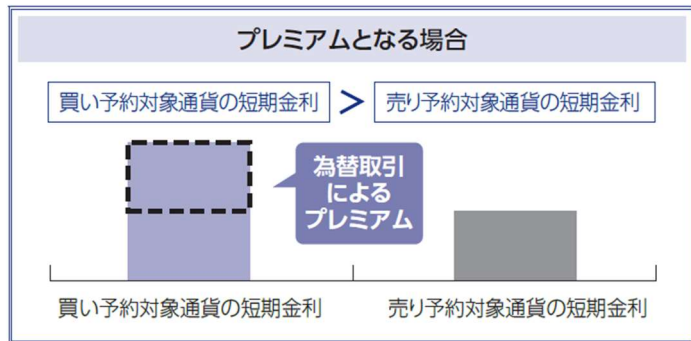 プレミアムとなる場合
買い予約対象通貨の短期金利 > 売り予約対象通貨の短期金利
為替取引
による
プレミアム
買い予約対象通貨の短期金利 売り予約対象通貨の短期金利